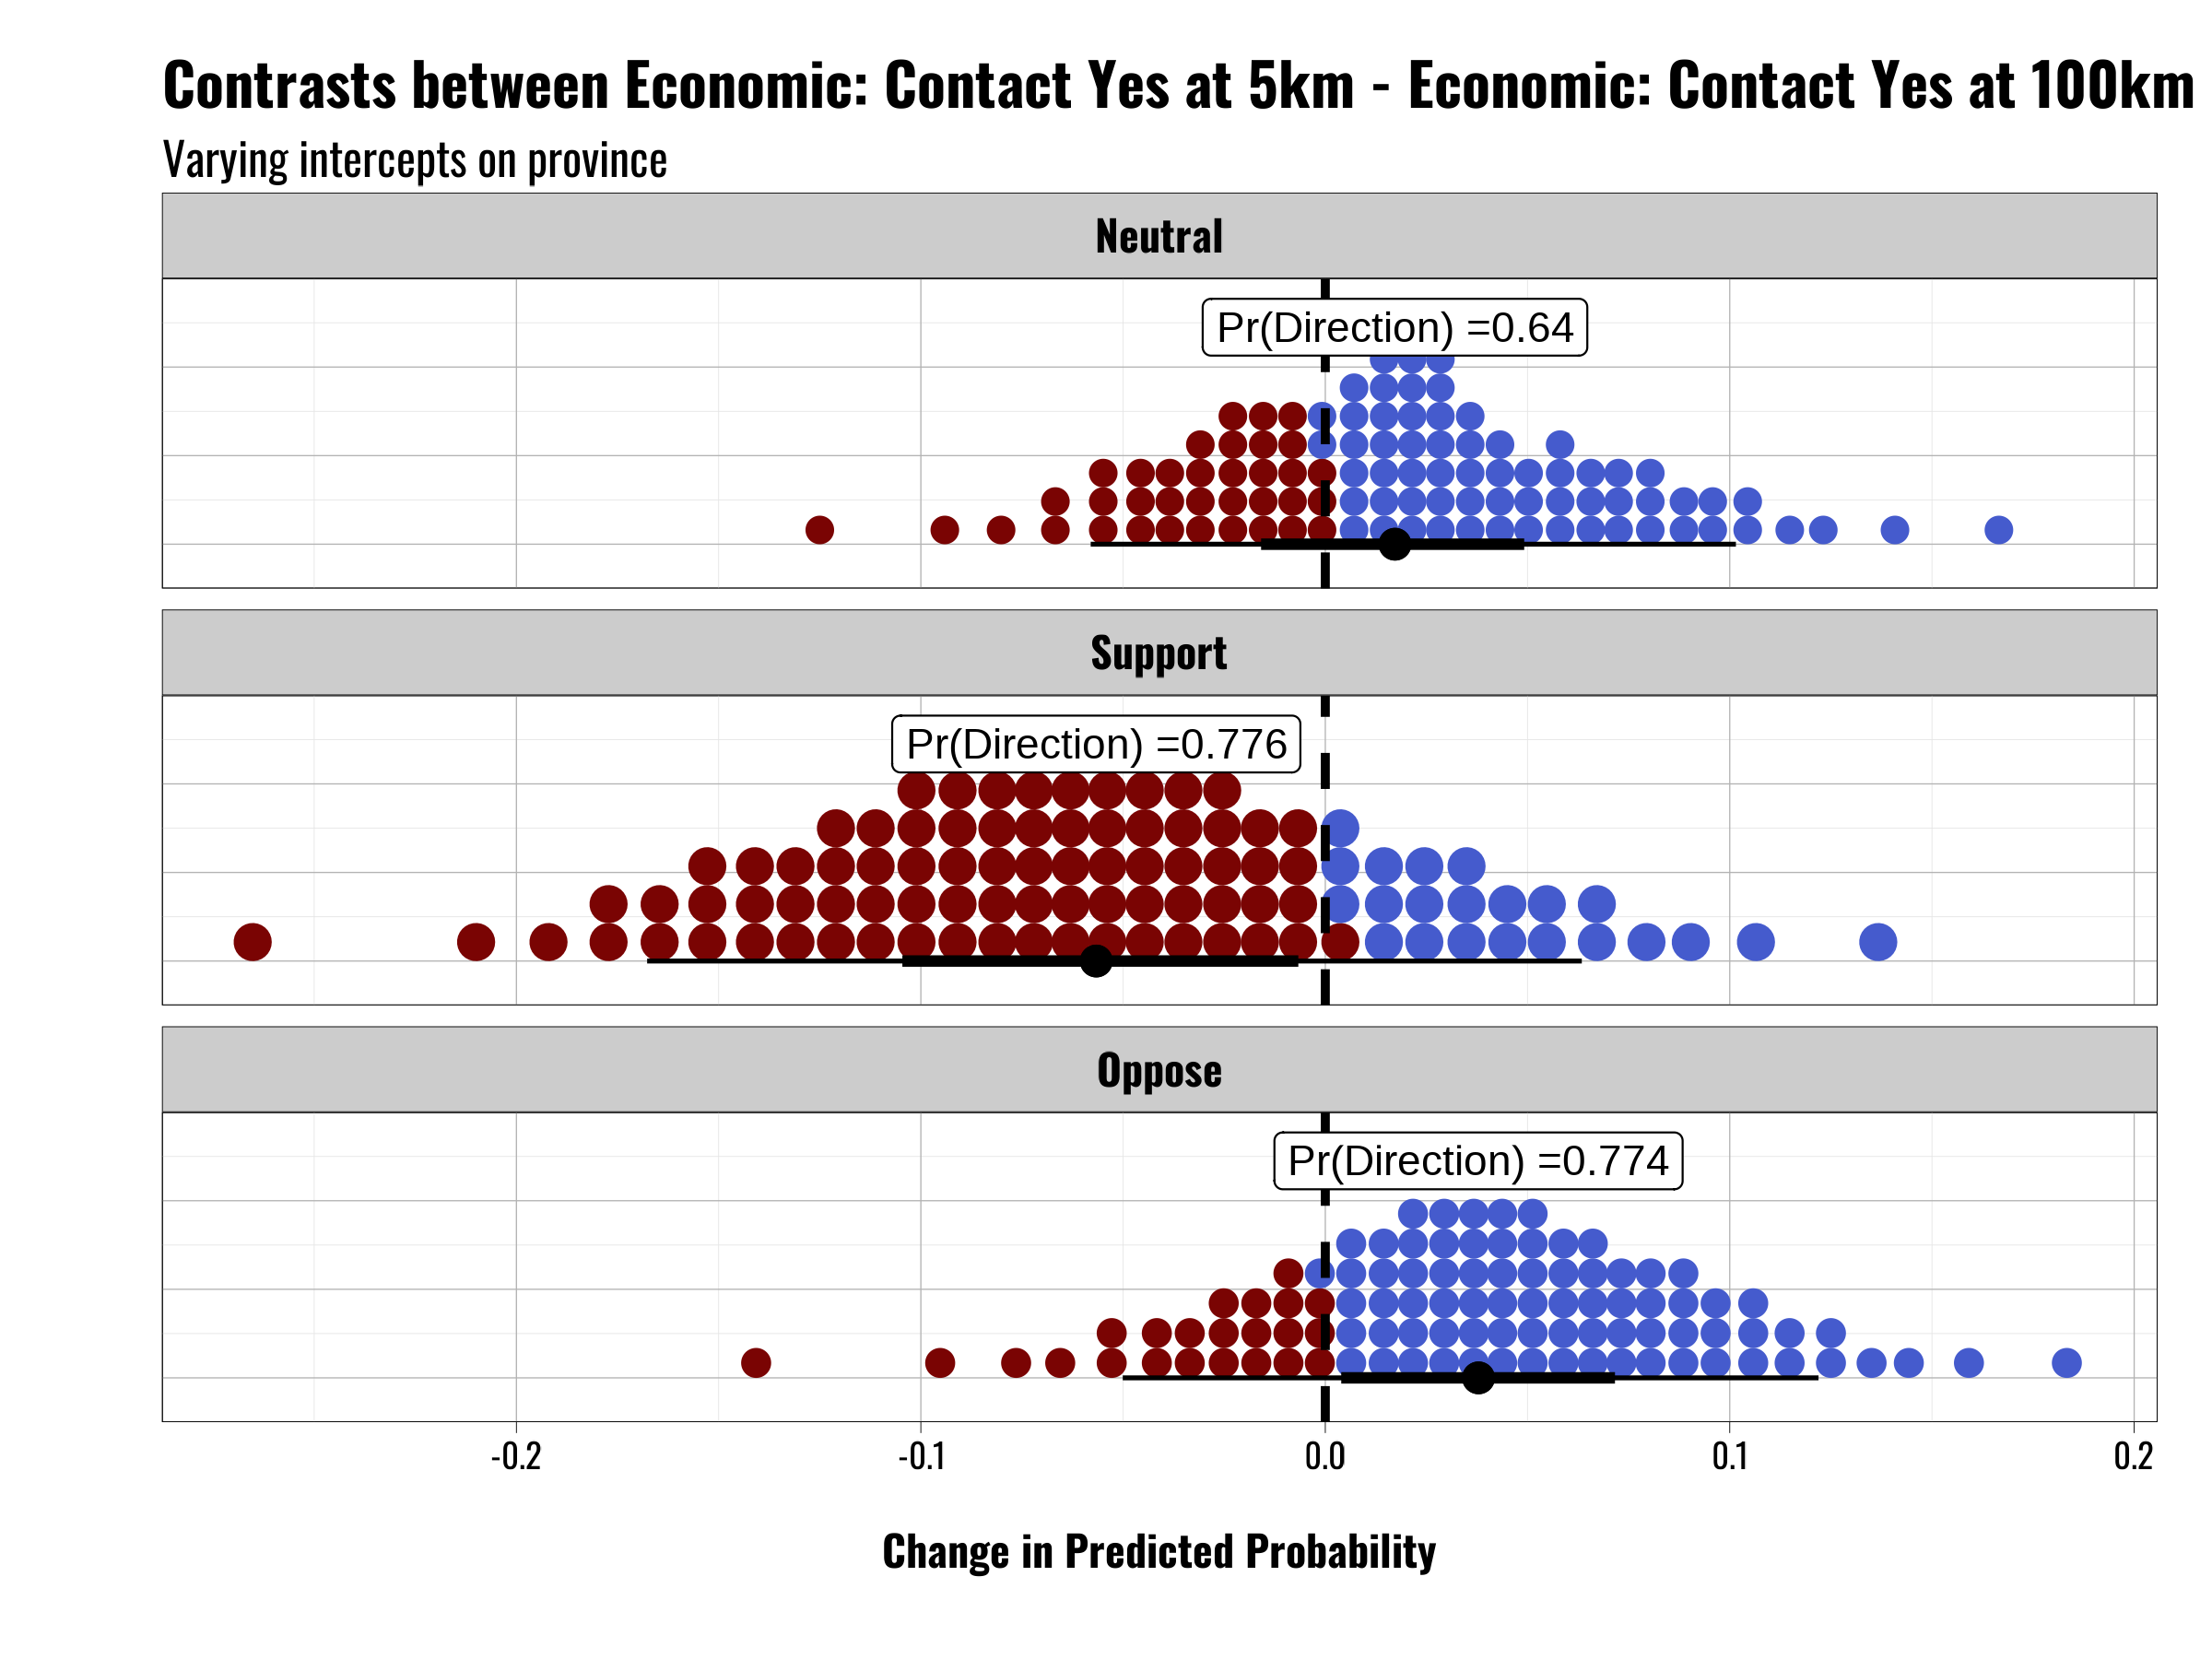 Contrasts between Economic: Contact Yes at 5km - Economic: Contact Yes at 100km
Varying intercepts on province
Neutral
Pr(Direction) =0.64
Support
Pr(Direction) =0.776
Oppose
Pr(Direction) =0.774
-0.2 -0.1 0.0 0.1 0.2
Change in Predicted Probability